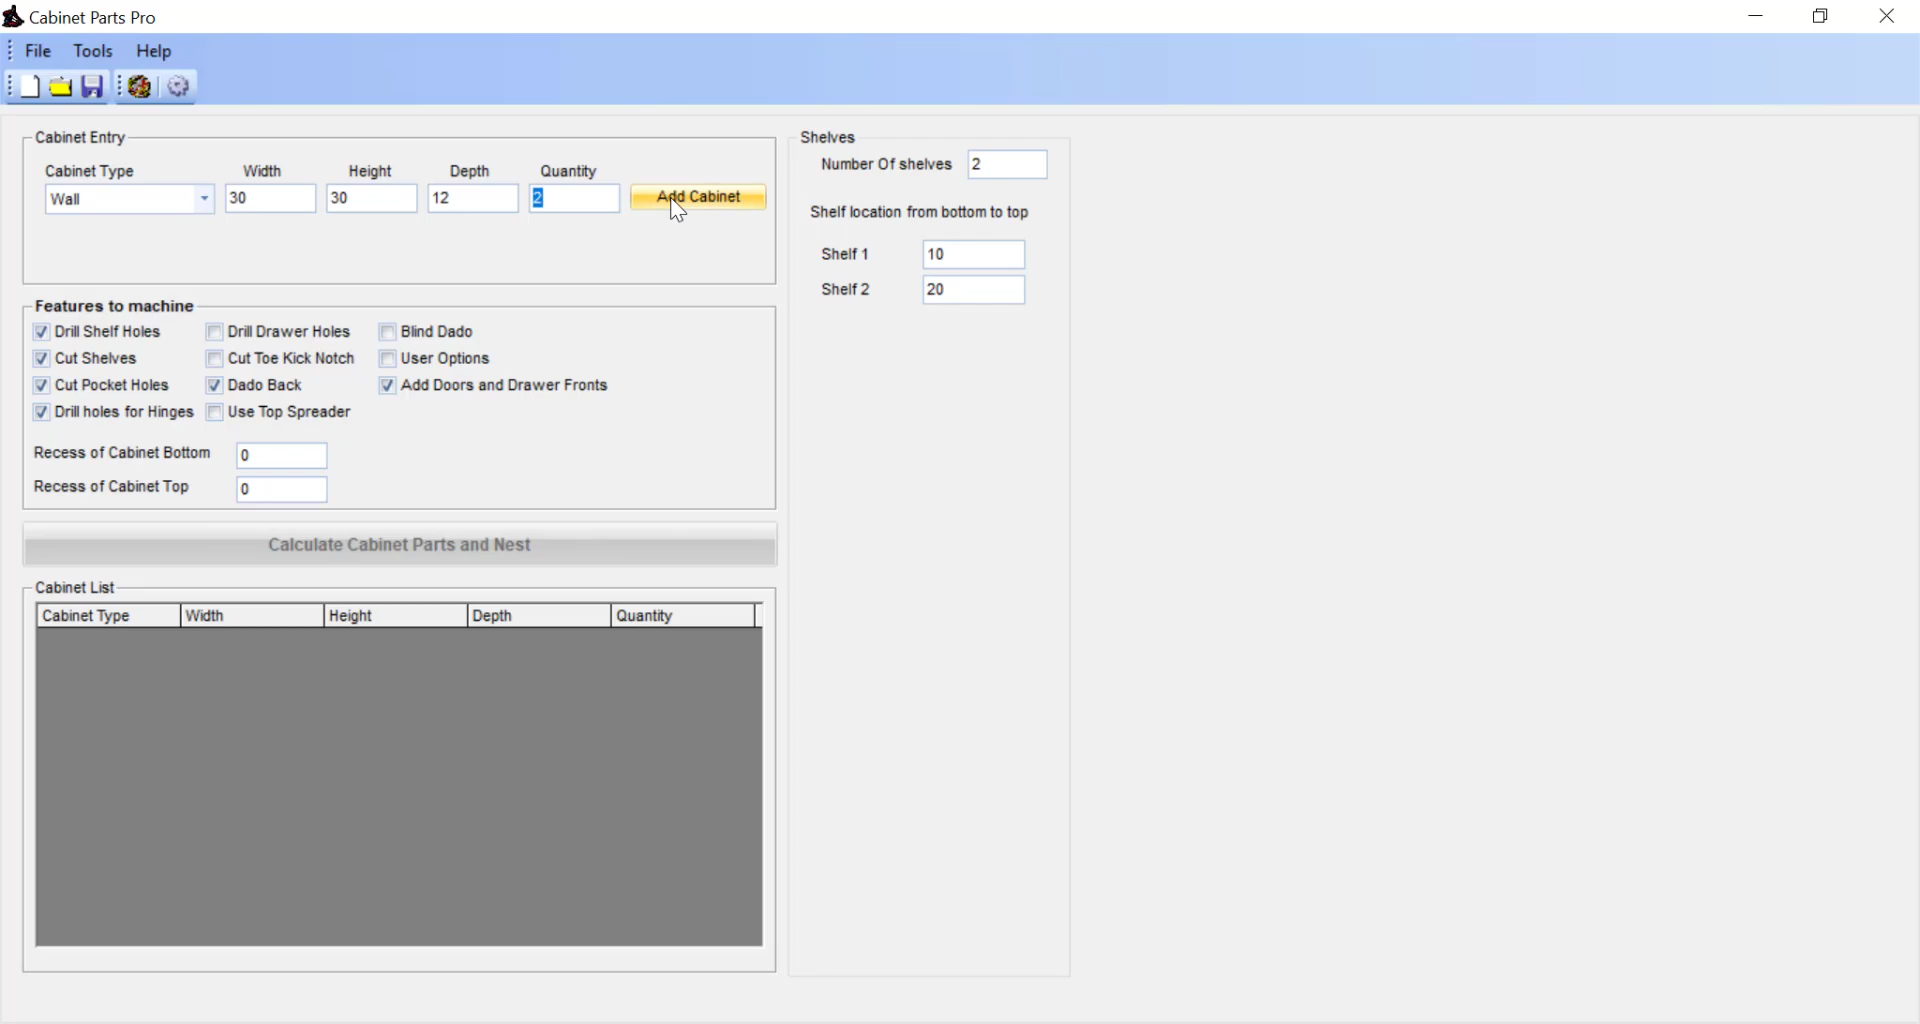 Cabinet Parts Pro
File Tools Help
Cabinet Entry
Cabinet Type Width Height Depth Quantity
Wall 30 30 12 2 Add Cabinet
Features to machine
Drill Shelf Holes Drill Drawer Holes Blind Dado
Cut Shelves Cut Toe Kick Notch User Options
Cut Pocket Holes Dado Back Add Doors and Drawer Fronts
Drill holes for Hinges Use Top Spreader
Recess of Cabinet Bottom 0
Recess of Cabinet Top 0
Calculate Cabinet Parts and Nest
Cabinet List
Cabinet Type Width Height Depth Quantity
Shelves
Number Of shelves 2
Shelf location from bottom to top
Shelf 1 10
Shelf 2 20